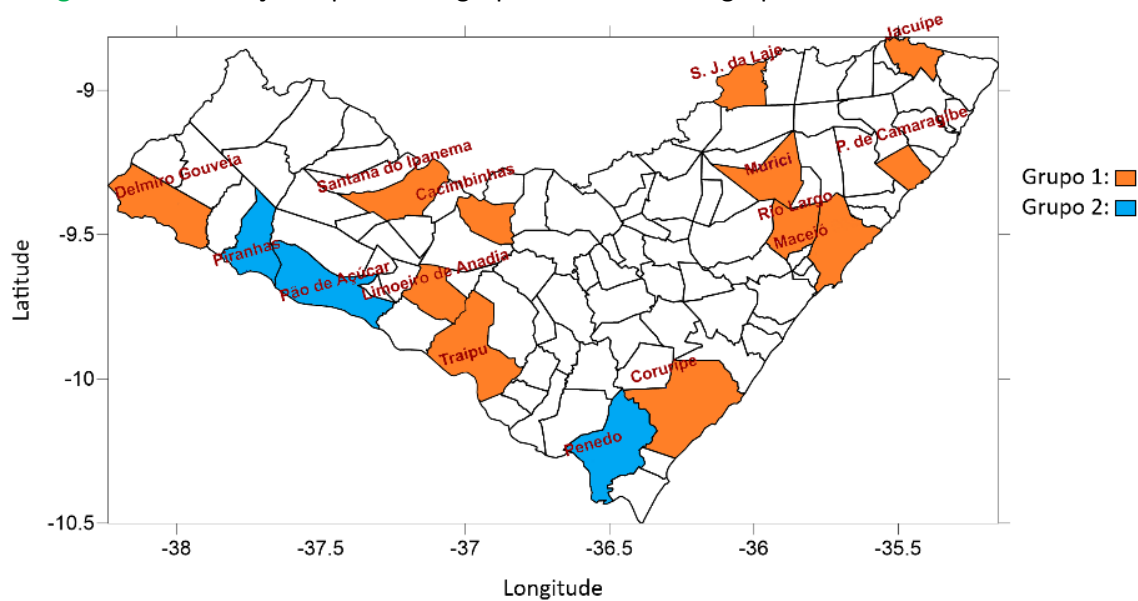 Jacuipe
S. J. da Laje
-9
P. de Camaragibe
Delmiro Gouveia
Santana do Ipanema
Murici
Grupo 1:
Cacimbinhas
Rio Largo
Grupo 2:
-9.5
Piranhas
Maceió
Pão de Açúcar
Limoeiro de Anadia
Latitude
Traipu
Coruripe
-10
Penedo
-10.5
-38
-37.5
-37
-36.5
-36
-35.5
Longitude